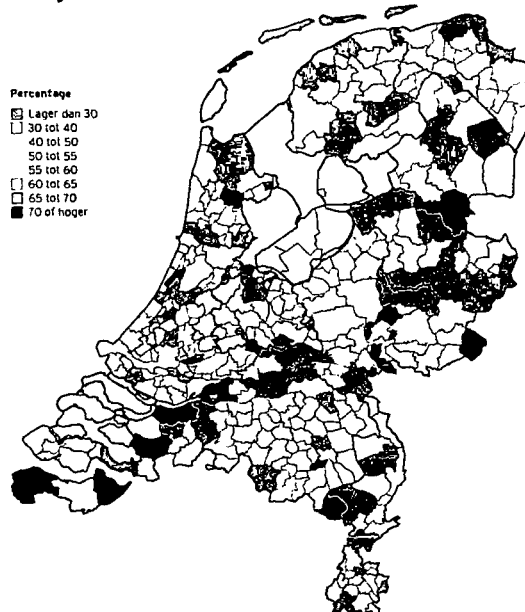 Percentage
Lager dan 30
30 tot 40
40 tot 50
50 tot 55
55 tot 60
60 tot 65
65 tot 70
70 of hoger